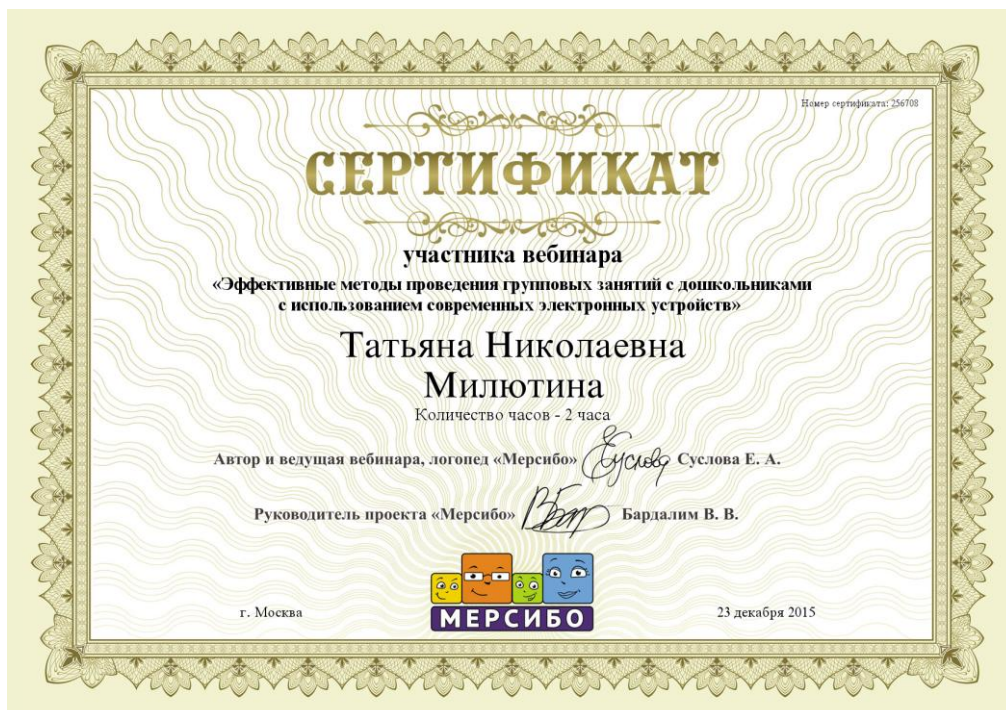 Номер сертификата: 256708
СЕРТИФИКАТ
участника вебинара
«Эффективные методы проведения групповых занятий с дошкольниками
с использованием современных электронных устройств»
Татьяна Николаевна
Милютина
Количество часов - 2 часа
Автор и ведущая вебинара, логопед «Мерсибо» Суслова Е. А.
Руководитель проекта «Мерсибо» Бардалим В. В.
МЕРСИБО
г. Москва 23 декабря 2015